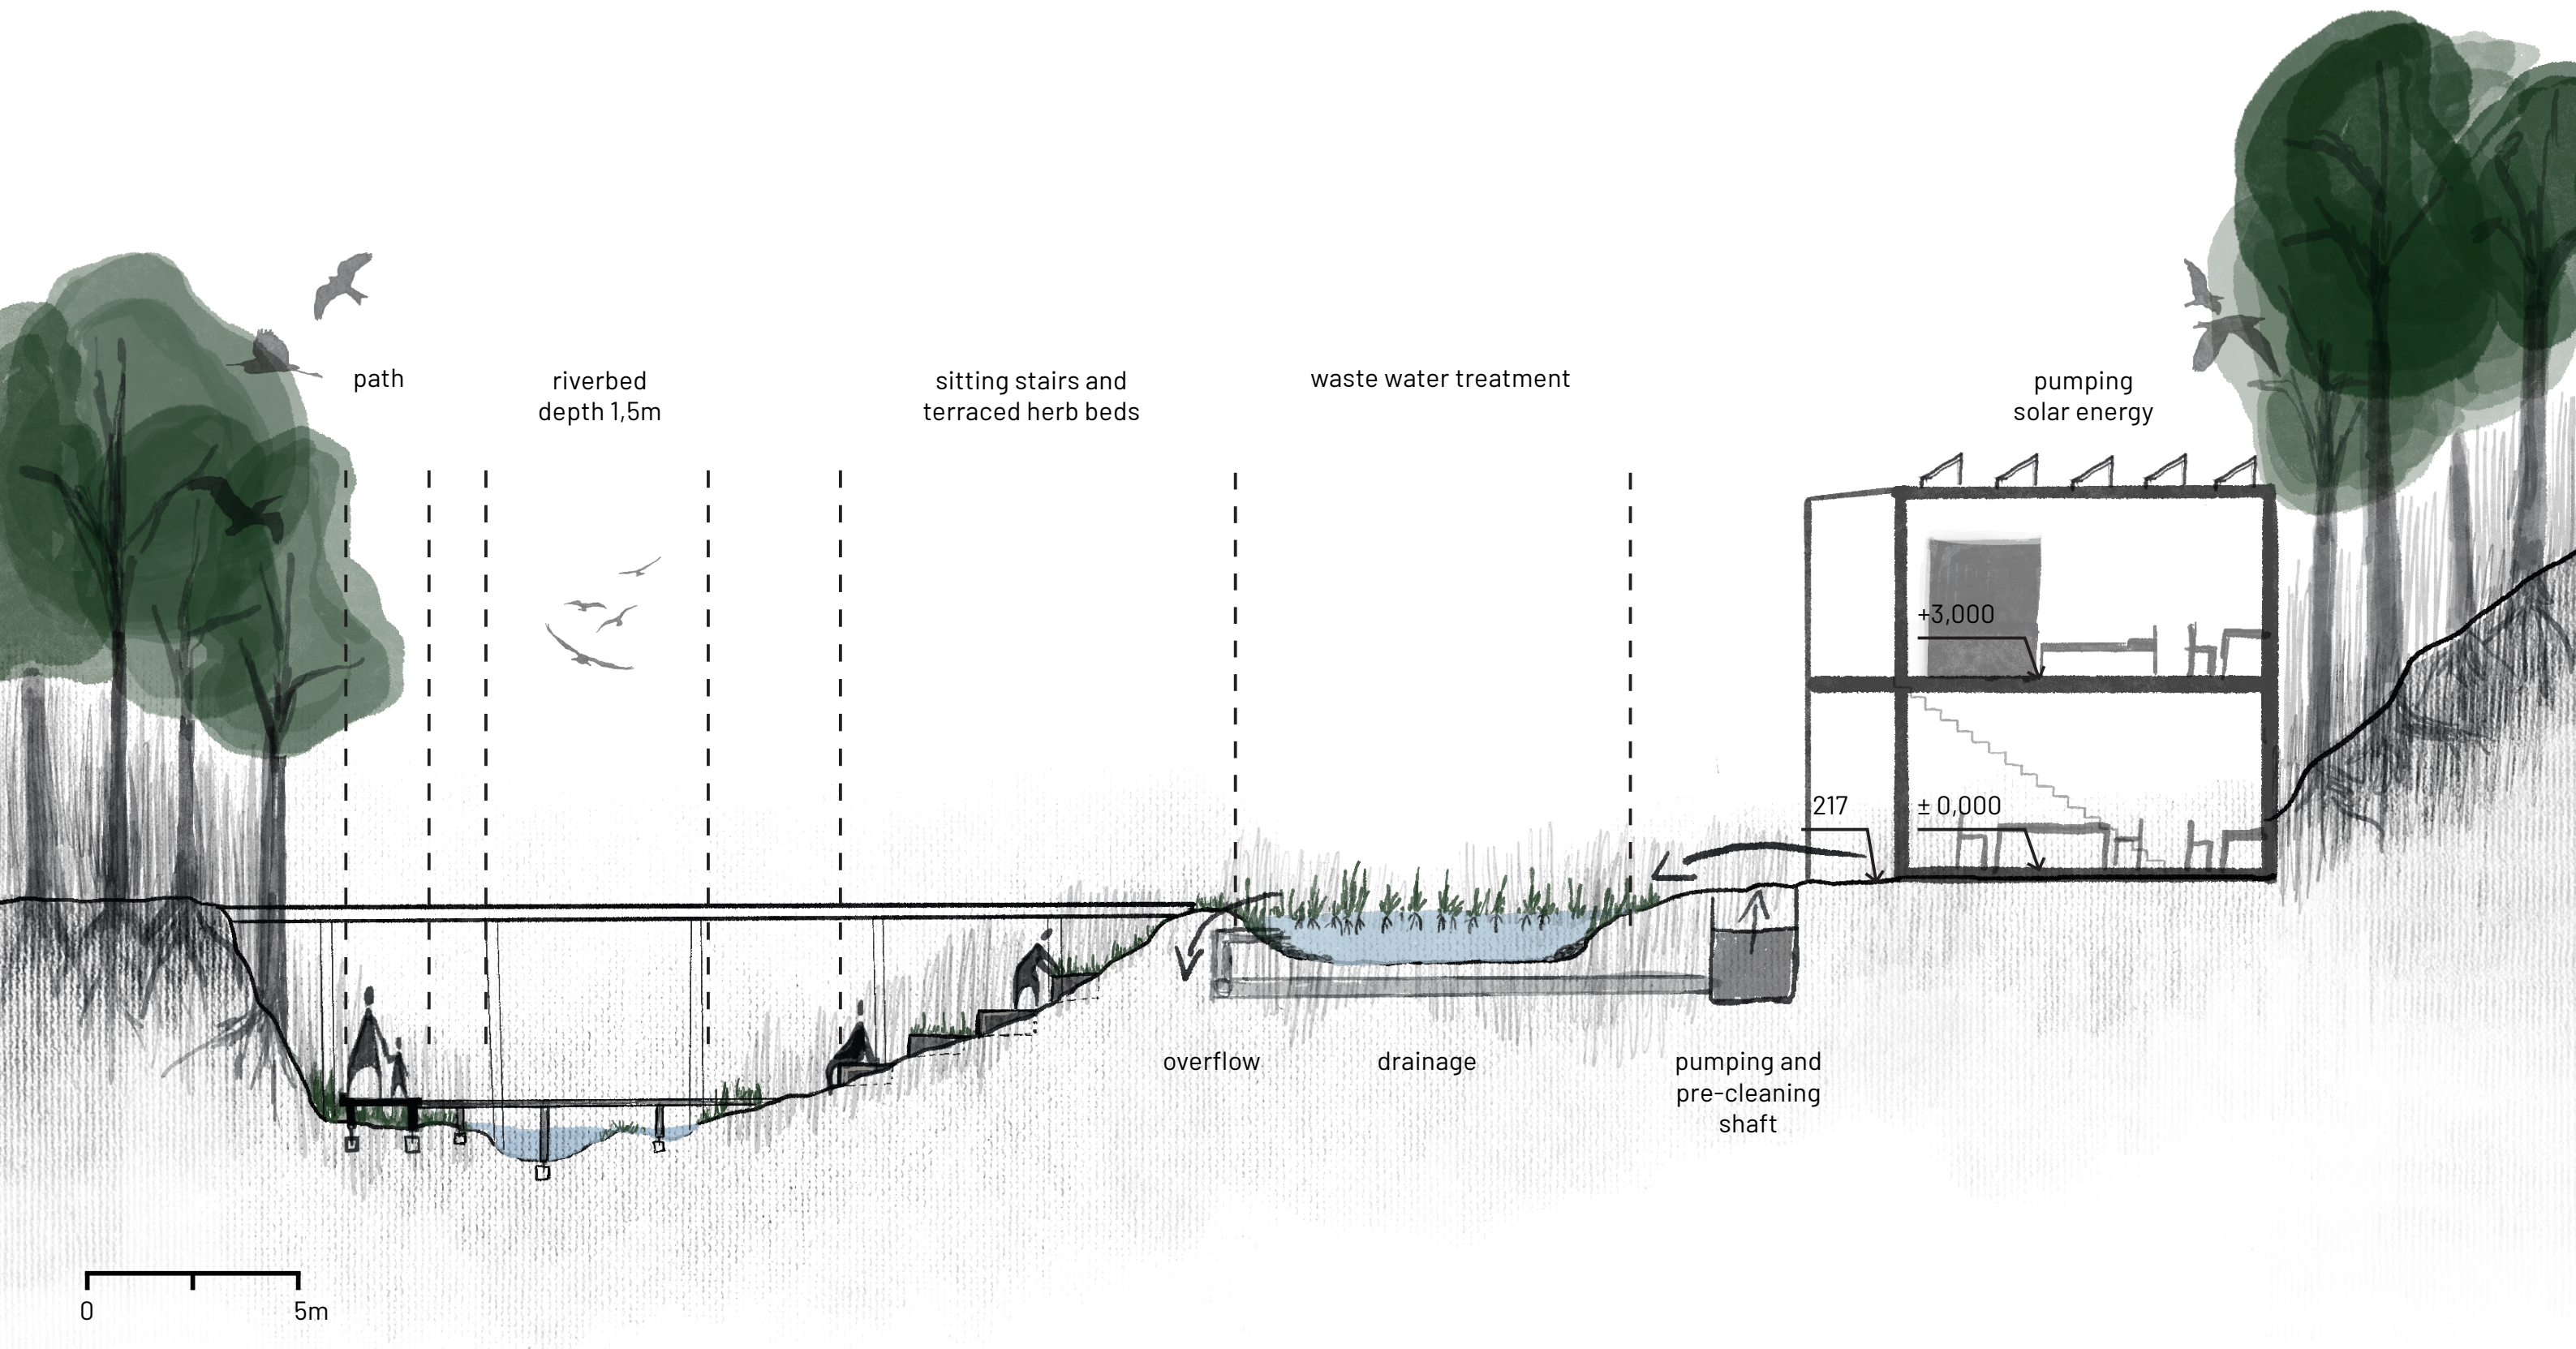 path
riverbed
depth 1,5m
sitting stairs and
terraced herb beds
waste water treatment
pumping
solar energy
+3,000
217
± 0,000
overflow
drainage
pumping and
pre-cleaning
shaft
0
5m